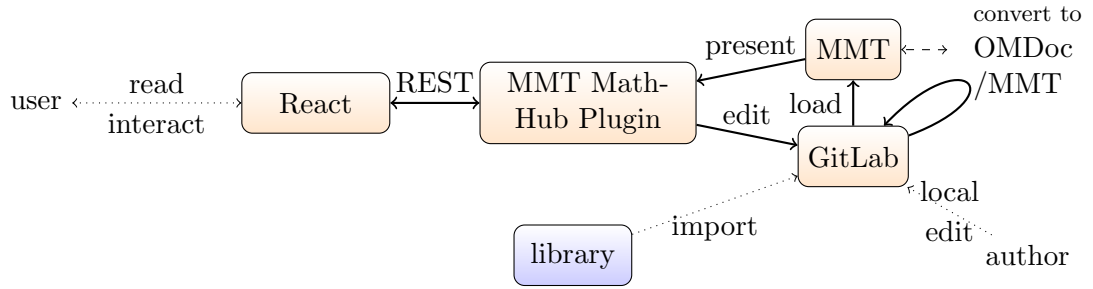 convert to
present
MMT
OMDoc
/MMT
read
REST
MMT Math-
Hub Plugin
user
React
load
interact
edit
GitLab
local
import
edit
library
author